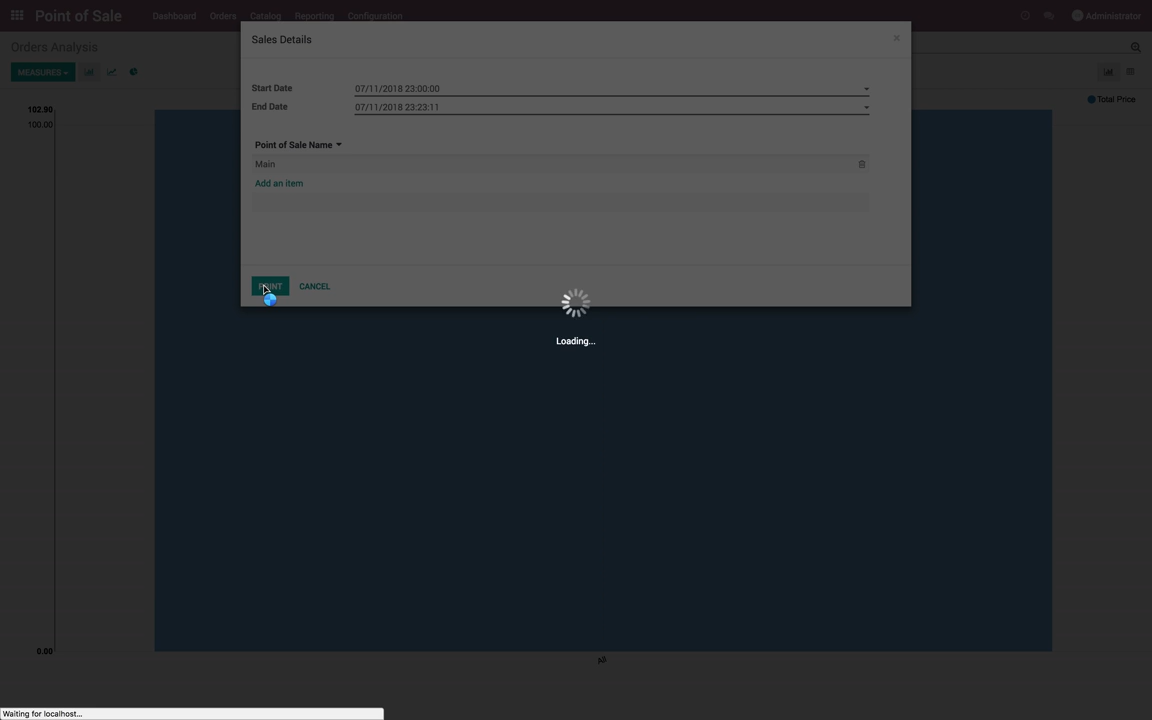 Point of Sale Dashboard Orders Catalog Reporting Configuration Administrator
Orders Analysis
MEASURES
Sales Details
×
Start Date 07/11/2018 23:00:00
End Date 07/11/2018 23:23:11
Point of Sale Name
Main
Add an item
PRINT CANCEL
Loading...
Total Price
102.90
100.00
0.00
Waiting for localhost...